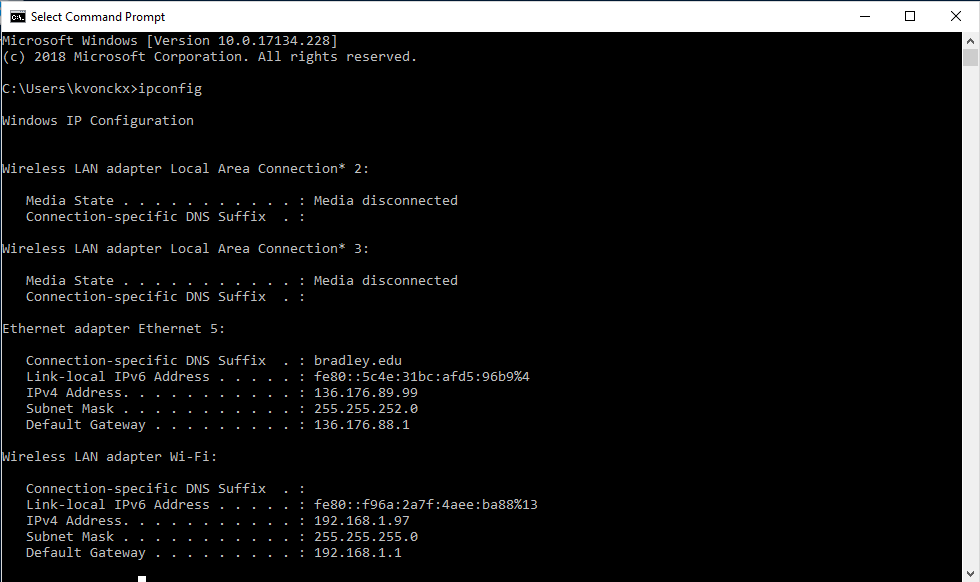 Select Command Prompt
Microsoft Windows [Version 10.0.17134.228]
(c) 2018 Microsoft Corporation. All rights reserved.
C:\Users\kvonckx>ipconfig
Windows IP Configuration
Wireless LAN adapter Local Area Connection* 2:
   Media State . . . . . . . . . . . : Media disconnected
   Connection-specific DNS Suffix  . :
Wireless LAN adapter Local Area Connection* 3:
   Media State . . . . . . . . . . . : Media disconnected
   Connection-specific DNS Suffix  . :
Ethernet adapter Ethernet 5:
   Connection-specific DNS Suffix  . : bradley.edu
   Link-local IPv6 Address . . . . . : fe80::5c4e:31bc:afd5:96b9%4
   IPv4 Address. . . . . . . . . . . : 136.176.89.99
   Subnet Mask . . . . . . . . . . . : 255.255.252.0
   Default Gateway . . . . . . . . . : 136.176.88.1
Wireless LAN adapter Wi-Fi:
   Connection-specific DNS Suffix  . :
   Link-local IPv6 Address . . . . . : fe80::f96a:2a7f:4aee:ba88%13
   IPv4 Address. . . . . . . . . . . : 192.168.1.97
   Subnet Mask . . . . . . . . . . . : 255.255.255.0
   Default Gateway . . . . . . . . . : 192.168.1.1